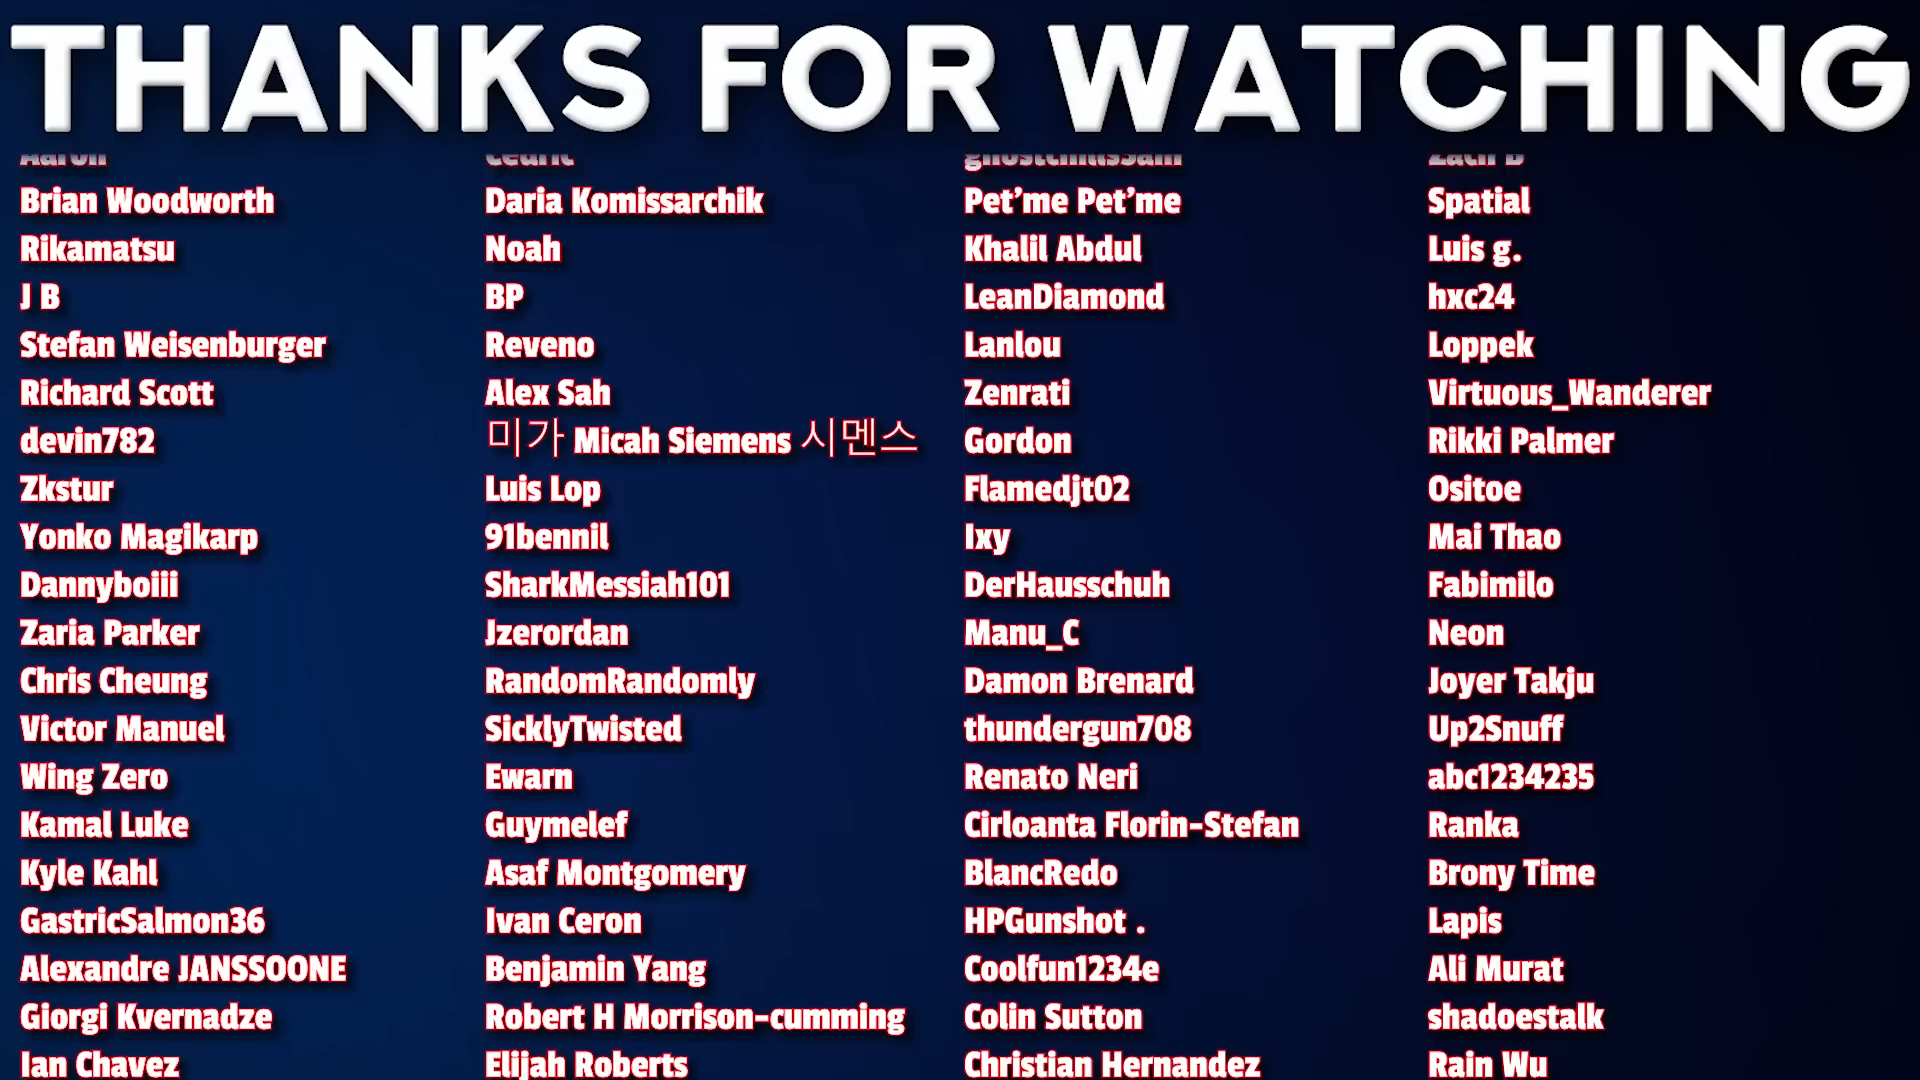 THANKS FOR WATCHING
Aaron
Brian Woodworth
Rikamatsu
J B
Stefan Weisenburger
Richard Scott
devin782
Zkstur
Yonko Magikarp
Dannyboiii
Zaria Parker
Chris Cheung
Victor Manuel
Wing Zero
Kamal Luke
Kyle Kahl
GastricSalmon36
Alexandre JANSSOONE
Giorgi Kvernadze
Ian Chavez
Cedric
Daria Komissarchik
Noah
BP
Reveno
Alex Sah
미가 Micah Siemens 시멘스
Luis Lop
91bennil
SharkMessiah101
Jzerordan
RandomRandomly
SicklyTwisted
Ewarn
Guymelef
Asaf Montgomery
Ivan Ceron
Benjamin Yang
Robert H Morrison-cumming
Elijah Roberts
Pet'me Pet'me
Khalil Abdul
LeanDiamond
Lanlou
Zenrati
Gordon
Flamedjt02
Ixy
DerHausschuh
Manu_C
Damon Brenard
thundergun708
Renato Neri
Cirloanta Florin-Stefan
BlancRedo
HPGunshot .
Coolfun1234e
Colin Sutton
Christian Hernandez
Zach B
Spatial
Luis g.
hxc24
Loppek
Virtuous_Wanderer
Rikki Palmer
Ositoe
Mai Thao
Fabimilo
Neon
Joyer Takju
Up2Snuff
abc1234235
Ranka
Brony Time
Lapis
Ali Murat
shadoestalk
Rain Wu